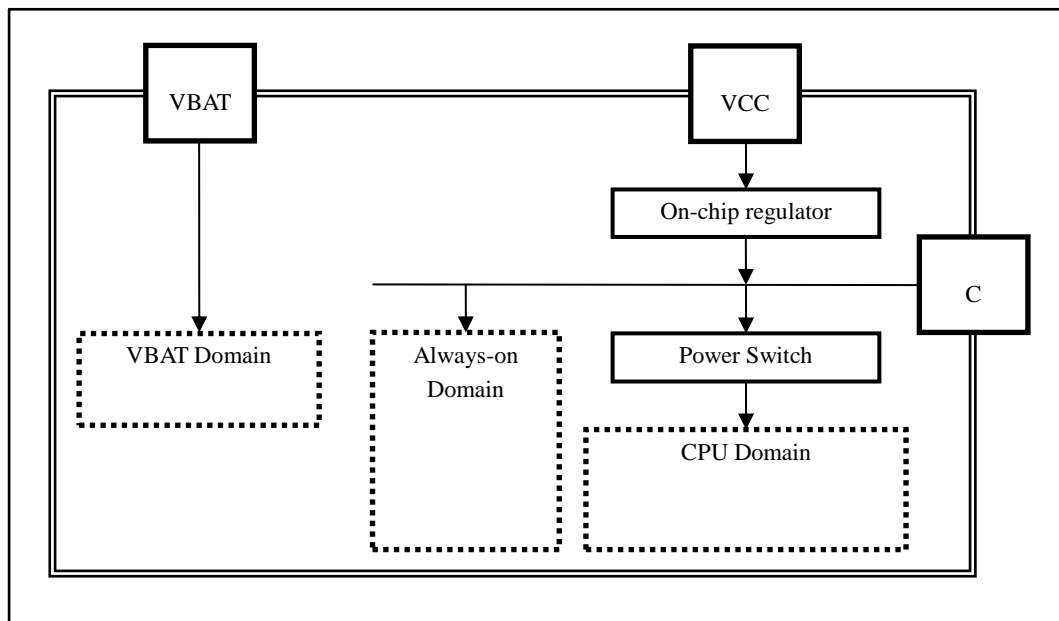 VBAT
VCC
On-chip regulator
C
VBAT Domain
Always-on
Domain
Power Switch
CPU Domain